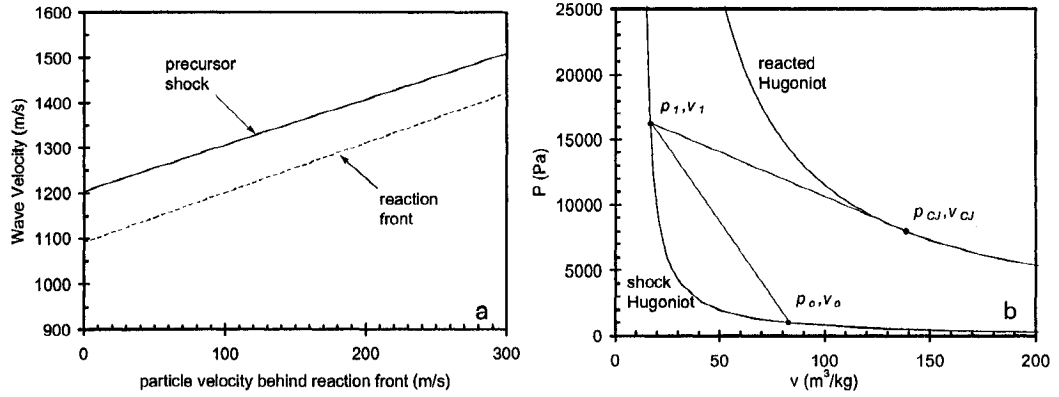 1600
1500
1400
1300
1200
1100
1000
900
Wave Velocity (m/s)
precursor
shock
reaction
front
a
0
100
200
300
particle velocity behind reaction front (m/s)
25000
20000
15000
10000
5000
0
P (Pa)
reacted
Hugoniot
p₁,v₁
p_CJ,v_CJ
shock
Hugoniot
pₒ,vₒ
b
0
50
100
150
200
v (m³/kg)